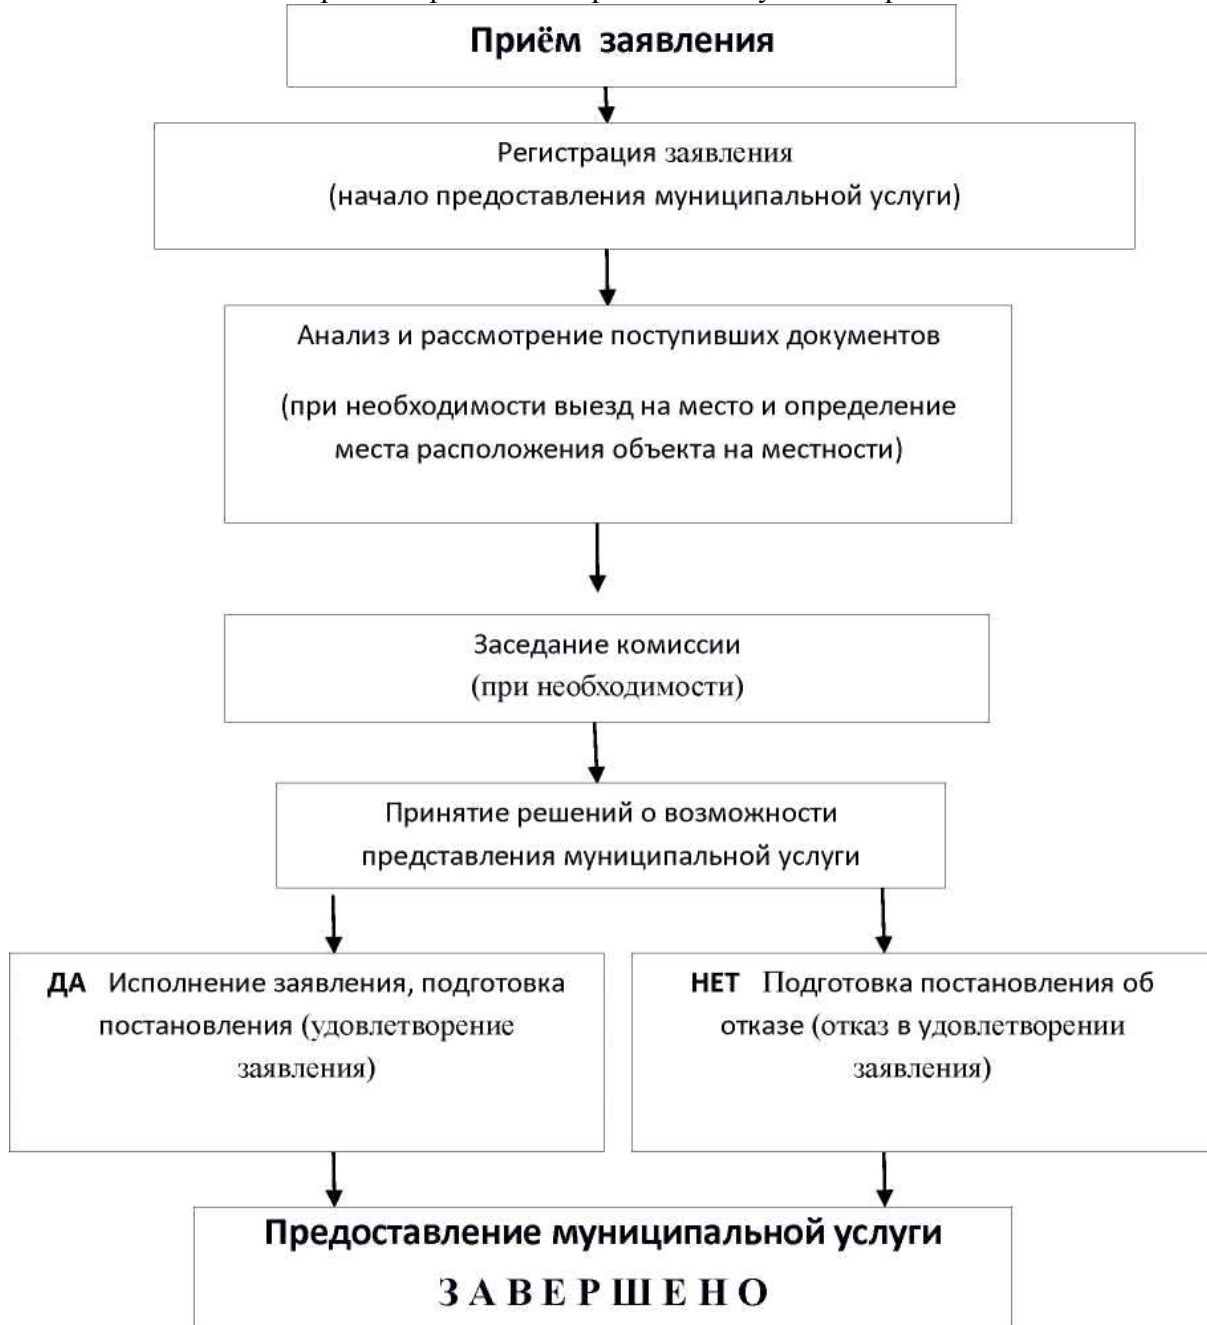 Приём заявления
Регистрация заявления
(начало предоставления муниципальной услуги)
Анализ и рассмотрение поступивших документов
(при необходимости выезд на место и определение
места расположения объекта на местности)
Заседание комиссии
(при необходимости)
Принятие решений о возможности
представления муниципальной услуги
ДА Исполнение заявления, подготовка
постановления (удовлетворение
заявления)
НЕТ Подготовка постановления об
отказе (отказ в удовлетворении
заявления)
Предоставление муниципальной услуги
З А В Е Р Ш Е Н О